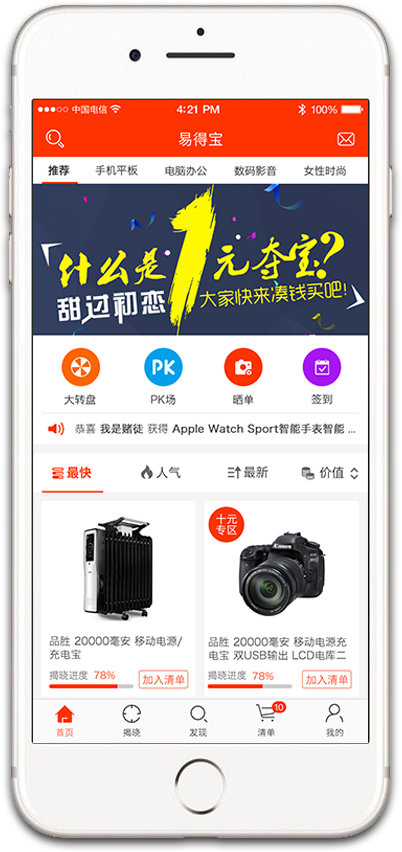 中国电信 4:21 PM 100%
易得宝
推荐 手机平板 电脑办公 数码影音 女性时尚
什么是1元夺宝?
甜过初恋 大家快来凑钱买吧!
大转盘 PK PK场 晒单 签到
恭喜 我是赌徒 获得 Apple Watch Sport智能手表智能 ...
最快 人气 最新 价值
十元
专区
Canon
品胜 20000毫安 移动电源/
充电宝
揭晓进度 78% 加入清单
品胜 20000毫安 移动电源充
电宝 双USB输出 LCD电库二
揭晓进度 78% 加入清单
10
首页 揭晓 发现 清单 我的